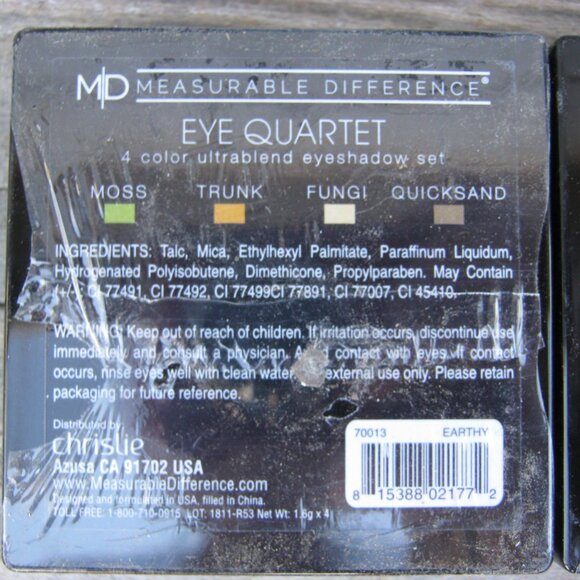 M|D MEASURABLE DIFFERENCE®
EYE QUARTET
4 color ultrablend eyeshadow set
MOSS TRUNK FUNGI QUICKSAND
INGREDIENTS: Talc, Mica, Ethylhexyl Palmitate, Paraffinum Liquidum,
Hydrogenated Polyisobutene, Dimethicone, Propylparaben. May Contain
(+/-) CI 77491, CI 77492, CI 77499CI 77891, CI 77007, CI 45410.
WARNING: Keep out of reach of children. If irritation occurs, discontinue use
immediately and consult a physician. Avoid contact with eyes. If contact
occurs, rinse eyes well with clean water. external use only. Please retain
packaging for future reference.
Distributed by:
chrislie
Azusa CA 91702 USA
www.MeasurableDifference.com
Designed and formulated in USA, filled in China.
TOLL FREE: 1-800-710-0915 LOT: 1811-R53 Net Wt: 1.6g x 4
70013 EARTHY
8 15388 02177 2